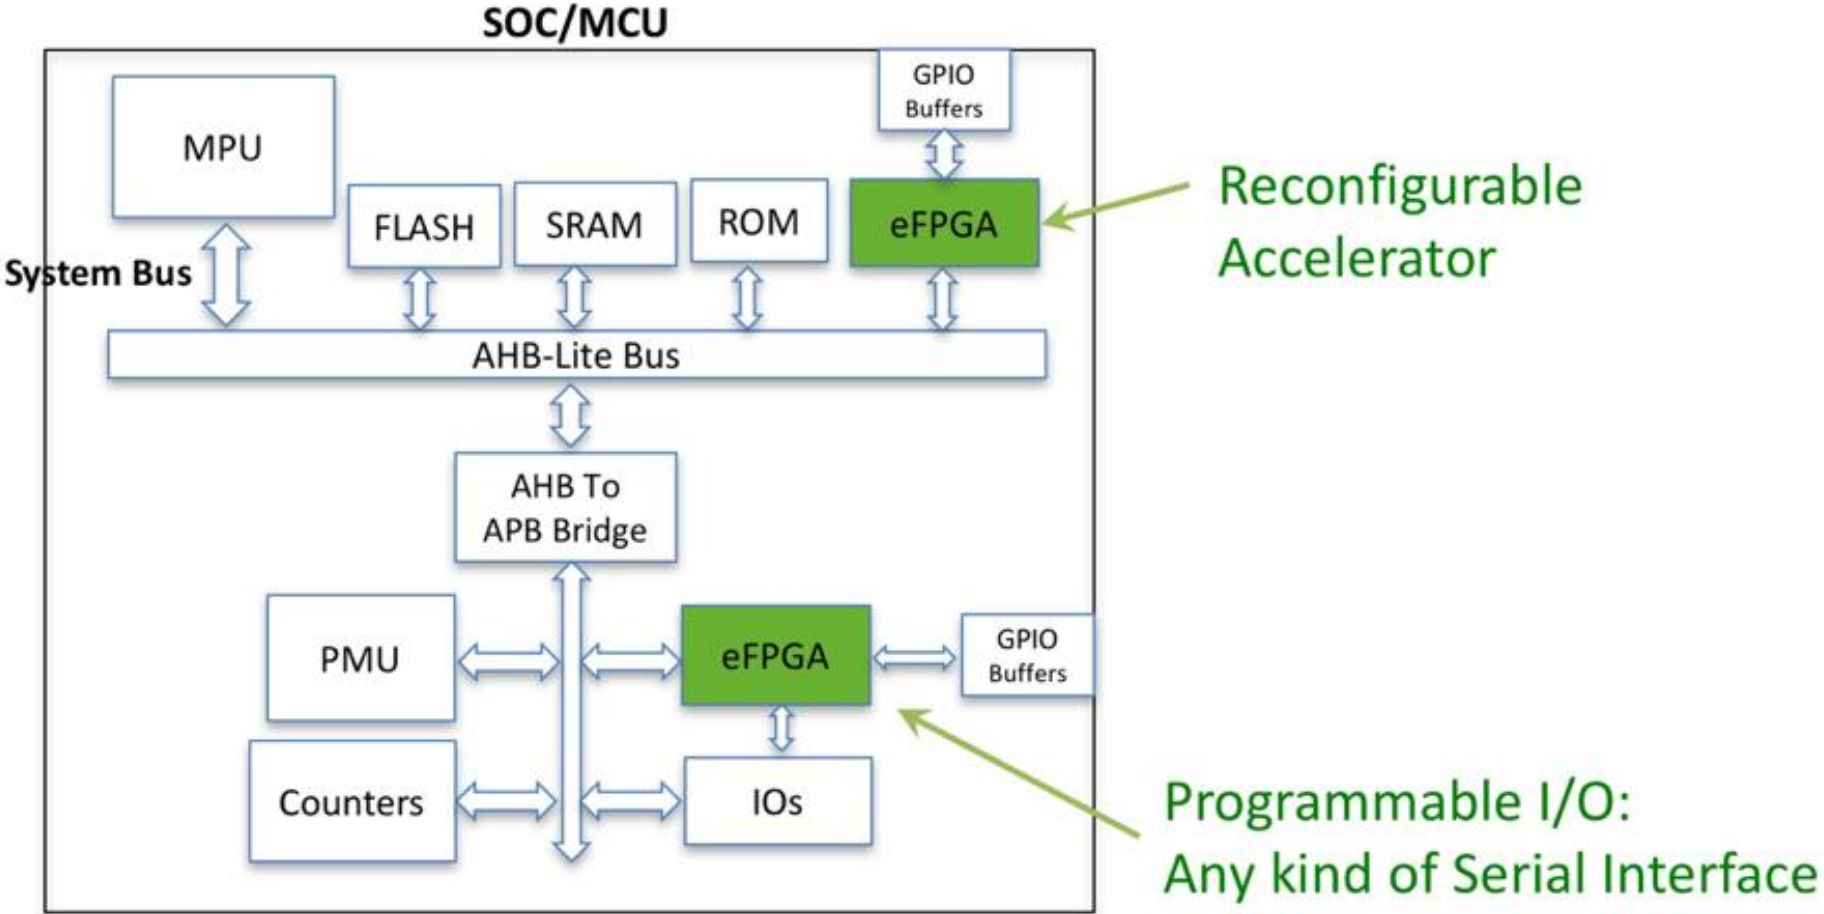 SOC/MCU
GPIO
Buffers
MPU
FLASH
SRAM
ROM
eFPGA
Reconfigurable
Accelerator
System Bus
AHB-Lite Bus
AHB To
APB Bridge
PMU
eFPGA
GPIO
Buffers
Counters
IOs
Programmable I/O:
Any kind of Serial Interface